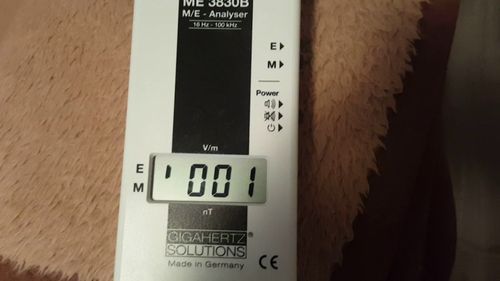 ME 3830B
M/E - Analyser
16 Hz - 100 kHz
E
M
Power
V/m
E
M
001
nT
GIGAHERTZ®
SOLUTIONS
Made in Germany
CE